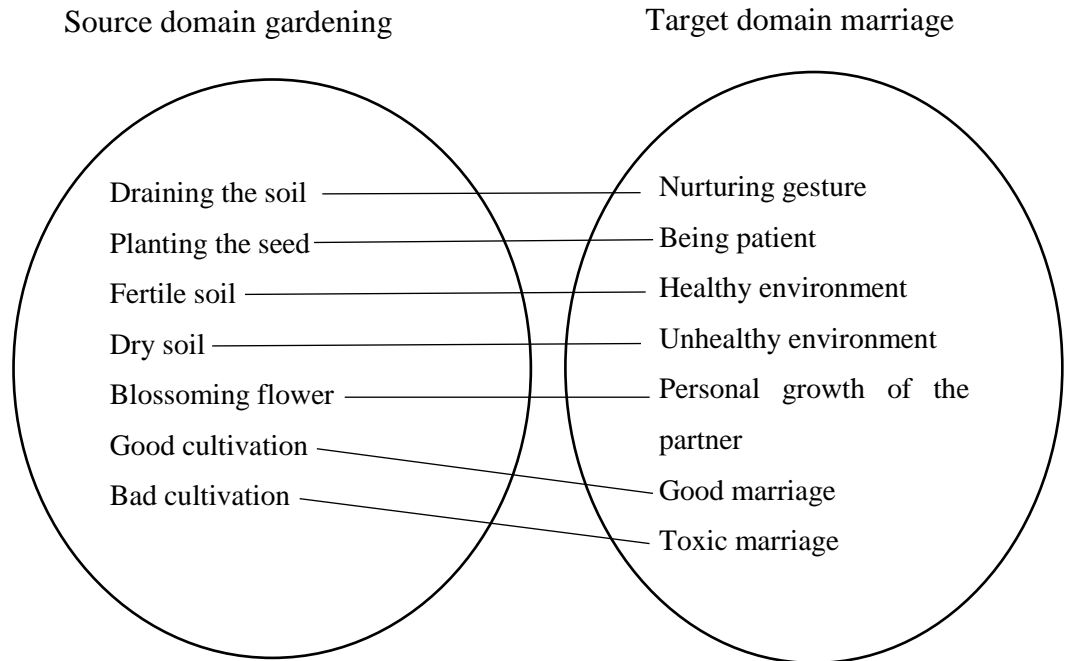 Source domain gardening
Target domain marriage
Draining the soil
Planting the seed
Fertile soil
Dry soil
Blossoming flower
Good cultivation
Bad cultivation
Nurturing gesture
Being patient
Healthy environment
Unhealthy environment
Personal growth of the
partner
Good marriage
Toxic marriage